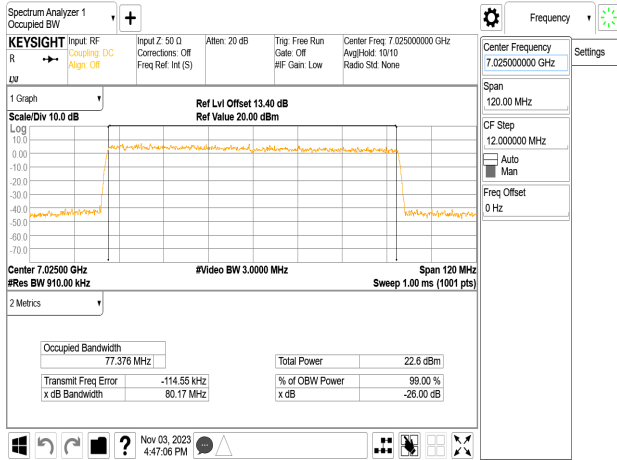 Spectrum Analyzer 1
Occupied BW
KEYSIGHT
R
Input: RF
Coupling: DC
Align: Off
Input Z: 50 Ω
Corrections: Off
Freq Ref: Int (S)
Atten: 20 dB
Trig: Free Run
Gate: Off
#IF Gain: Low
Center Freq: 7.025000000 GHz
Avg|Hold: 10/10
Radio Std: None
1 Graph
Scale/Div 10.0 dB
Ref Lvl Offset 13.40 dB
Ref Value 20.00 dBm
Log
10.0
0.00
-10.0
-20.0
-30.0
-40.0
-50.0
-60.0
-70.0
Center 7.02500 GHz
#Res BW 910.00 kHz
#Video BW 3.0000 MHz
Span 120 MHz
Sweep 1.00 ms (1001 pts)
2 Metrics
Occupied Bandwidth
77.376 MHz
Total Power 22.6 dBm
Transmit Freq Error -114.55 kHz
% of OBW Power 99.00 %
x dB Bandwidth 80.17 MHz
x dB -26.00 dB
?
Nov 03, 2023
4:47:06 PM
Frequency
Settings
Center Frequency
7.025000000 GHz
Span
120.00 MHz
CF Step
12.000000 MHz
Auto
Man
Freq Offset
0 Hz